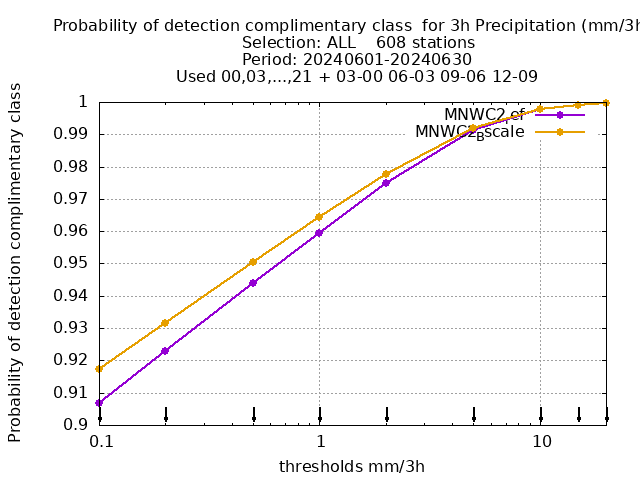 Probability of detection complimentary class  for 3h Precipitation (mm/3h
Selection: ALL    608 stations
Period: 20240601-20240630
Used 00,03,...,21 + 03-00 06-03 09-06 12-09
Probability of detection complimentary class
1
0.99
0.98
0.97
0.96
0.95
0.94
0.93
0.92
0.91
0.9
0.1
1
10
thresholds mm/3h